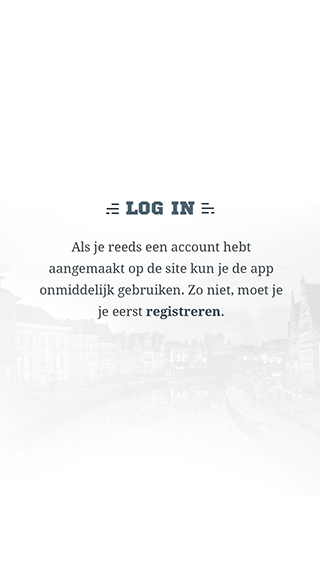 LOG IN
Als je reeds een account hebt
aangemaakt op de site kun je de app
onmiddelijk gebruiken. Zo niet, moet je
je eerst registreren.